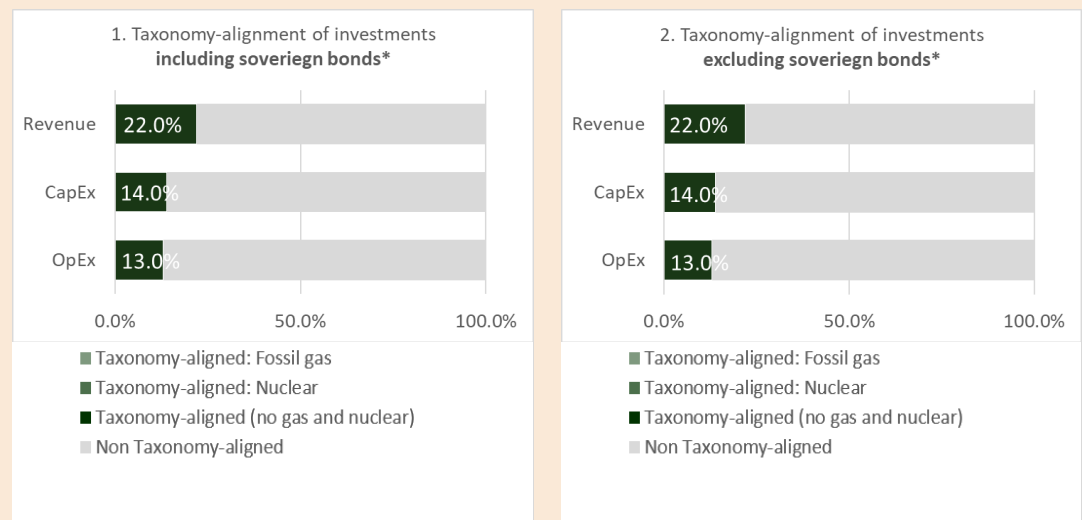 1. Taxonomy-alignment of investments
including soveriegn bonds*
Revenue
22.0%
CapEx
14.0%
OpEx
13.0%
0.0% 50.0% 100.0%
Taxonomy-aligned: Fossil gas
Taxonomy-aligned: Nuclear
Taxonomy-aligned (no gas and nuclear)
Non Taxonomy-aligned
2. Taxonomy-alignment of investments
excluding soveriegn bonds*
Revenue
22.0%
CapEx
14.0%
OpEx
13.0%
0.0% 50.0% 100.0%
Taxonomy-aligned: Fossil gas
Taxonomy-aligned: Nuclear
Taxonomy-aligned (no gas and nuclear)
Non Taxonomy-aligned